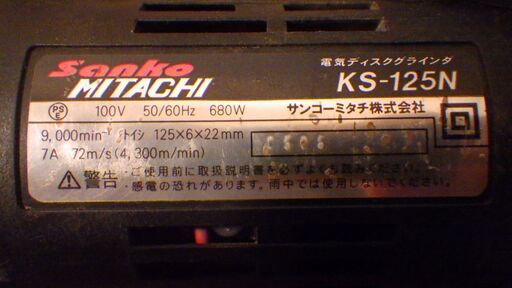 Sanko
MITACHI
電気ディスクグラインダ
KS-125N
PS
E
100V 50/60Hz 680W
サンコーミタチ株式会社
9,000min⁻¹ トイシ 125×6×22mm
7A 72m/s(4,300m/min)
警告・ご使用前に取扱説明書を必ずよくお読みください。
・感電の恐れがあります。雨中では使用しないでください。